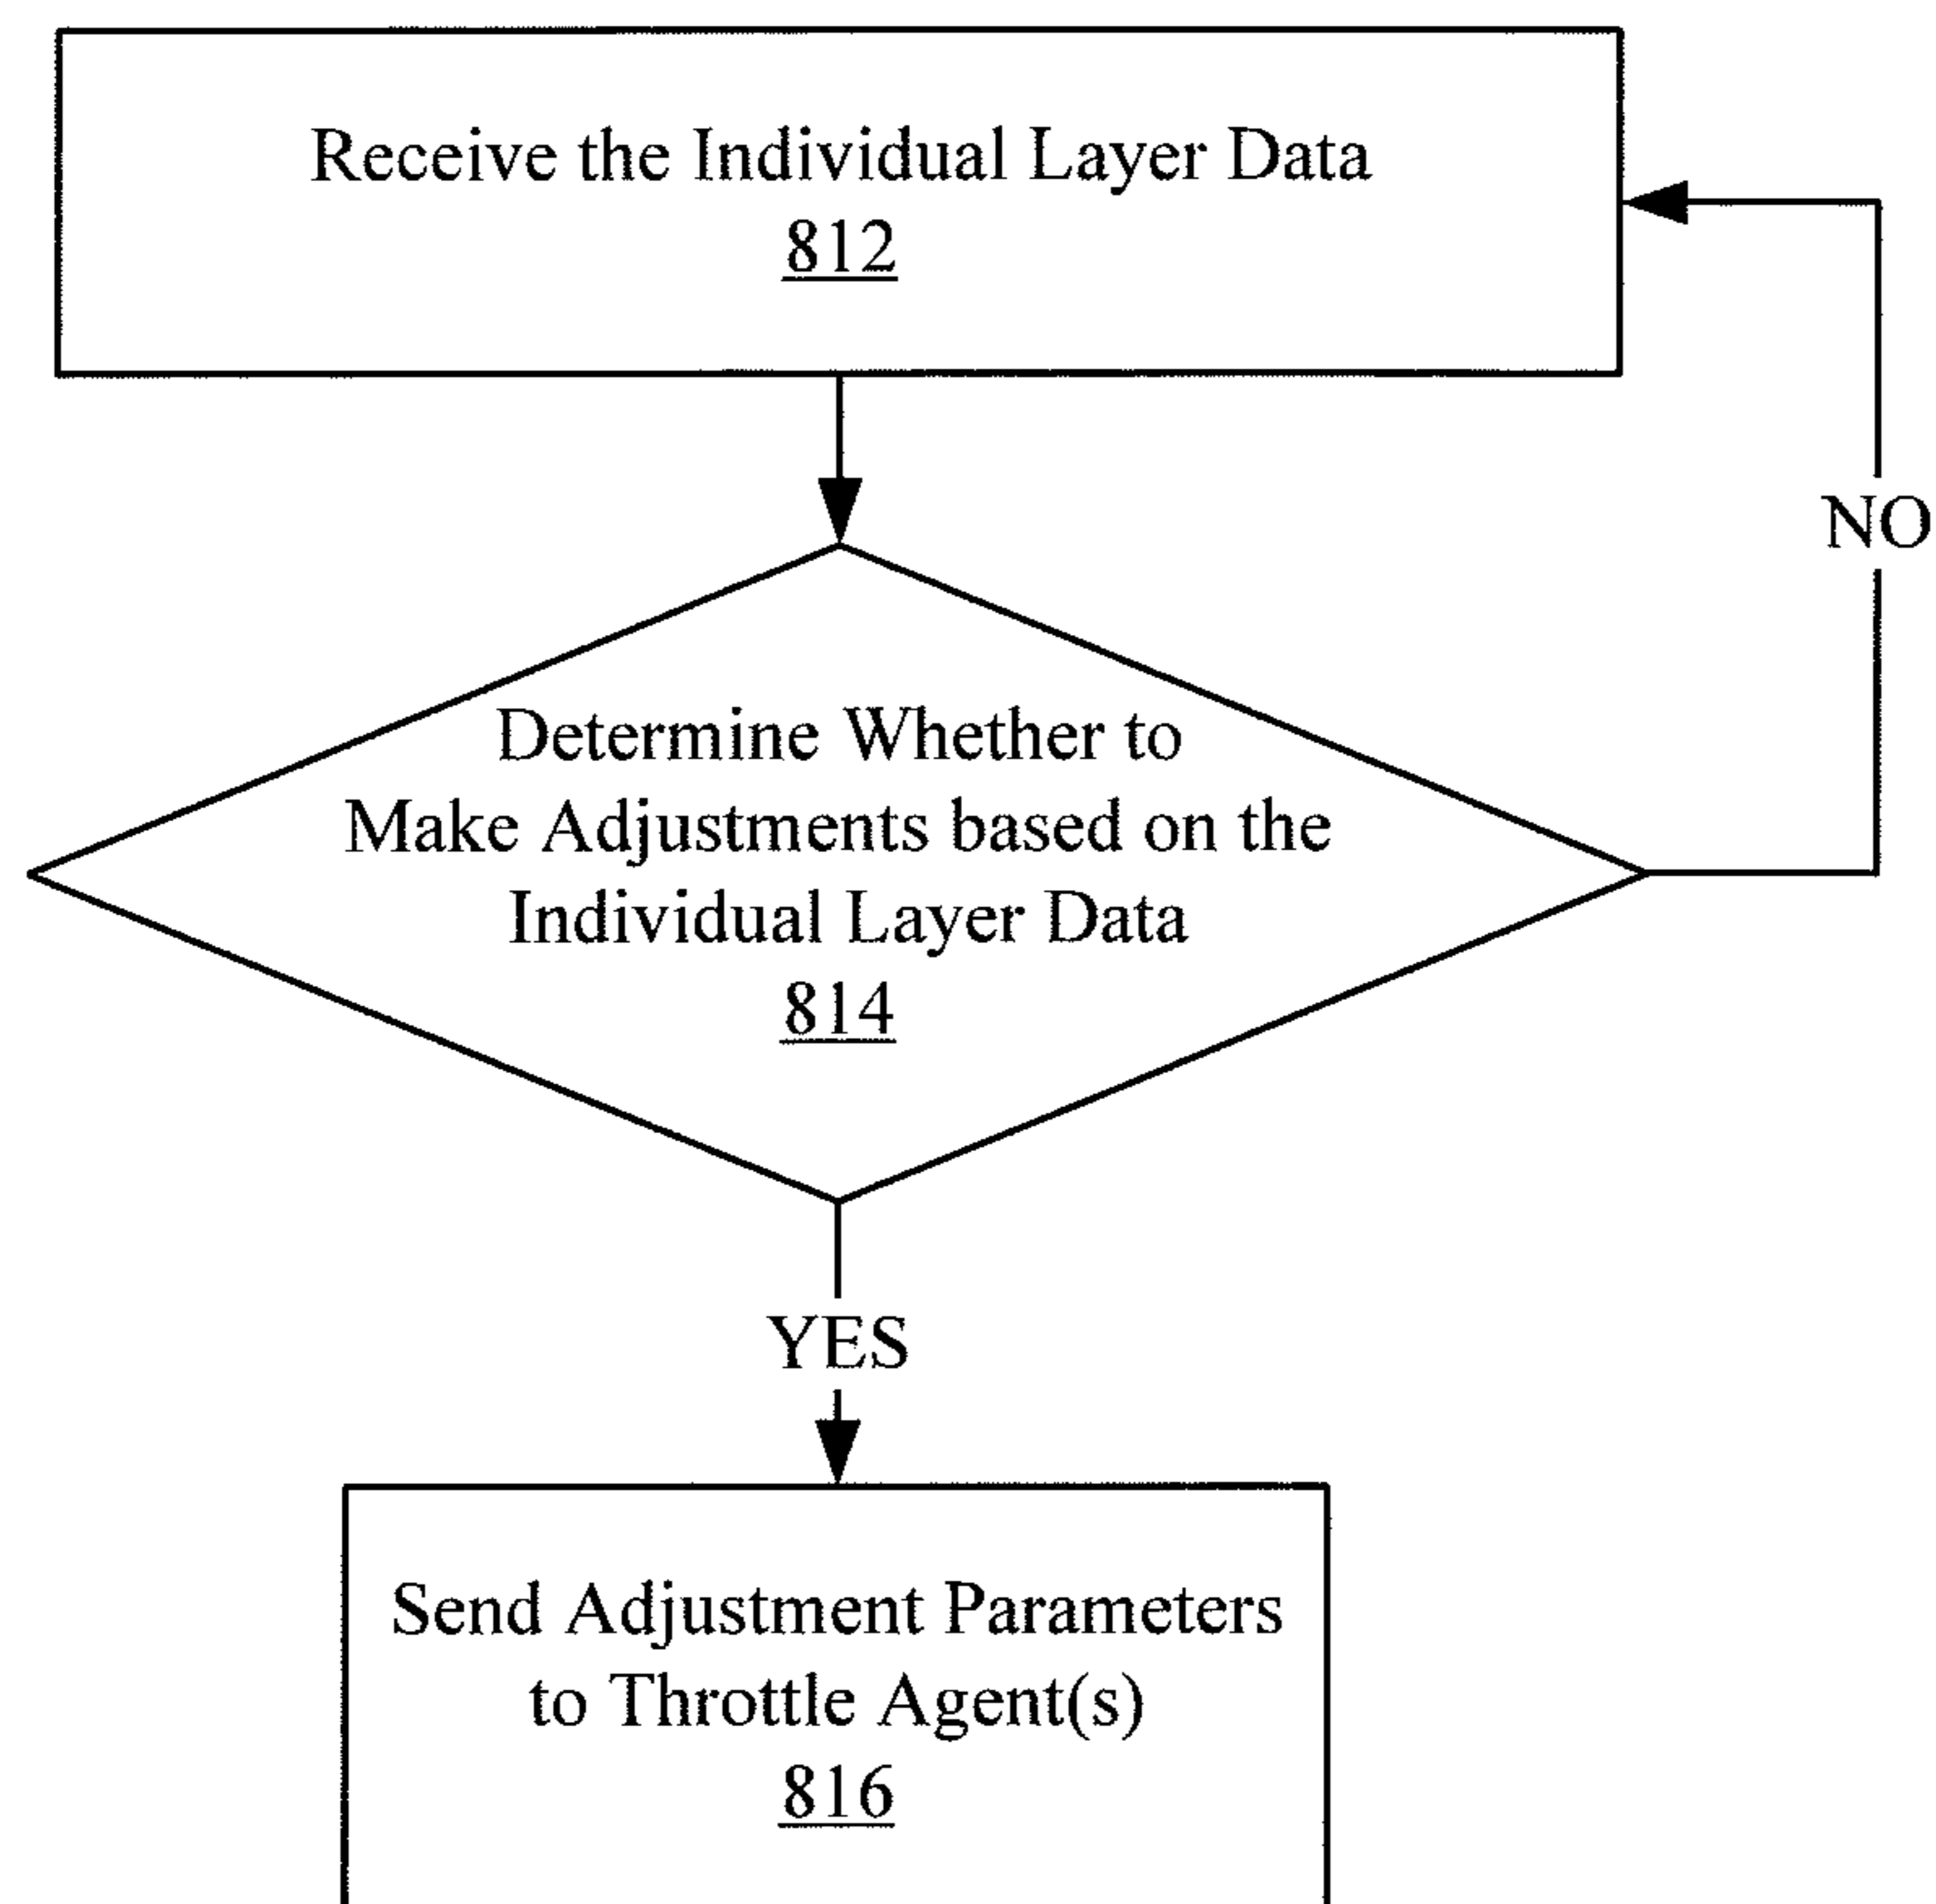 Receive the Individual Layer Data
812
NO
Determine Whether to
Make Adjustments based on the
Individual Layer Data
814
YES
Send Adjustment Parameters
to Throttle Agent(s)
816